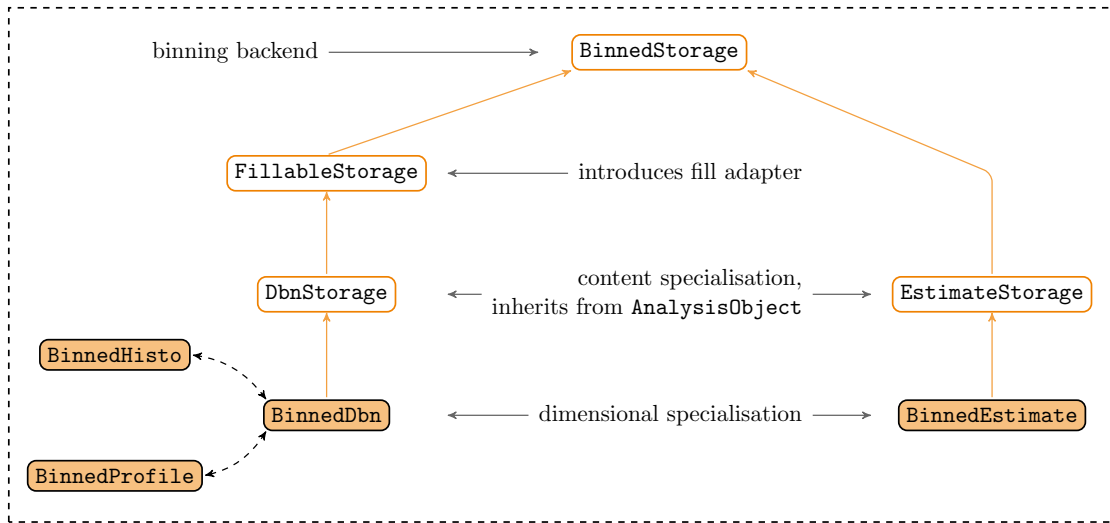 binning backend
BinnedStorage
FillableStorage
introduces fill adapter
DbnStorage
content specialisation,
inherits from AnalysisObject
EstimateStorage
BinnedHisto
BinnedDbn
dimensional specialisation
BinnedEstimate
BinnedProfile